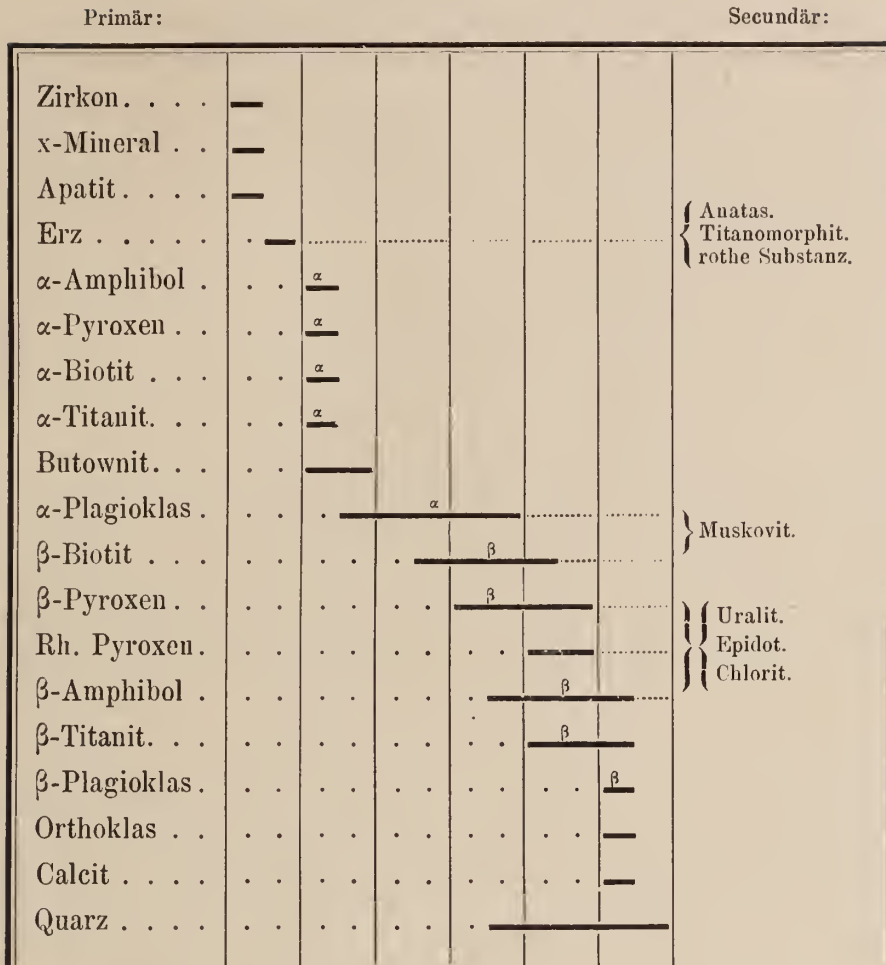 Primär: Secundär:
Zirkon. . . .
x-Mineral . .
Apatit. . . .
Erz . . . . . .
Anatas.
Titanomorphit.
rothe Substanz.
α-Amphibol . . . α
α-Pyroxen . . . . α
α-Biotit . . . . . α
α-Titanit. . . . . α
Butownit. . . . .
α-Plagioklas . . . . . α
Muskovit.
β-Biotit . . . . . . . . . β
β-Pyroxen . . . . . . . . . . β
Uralit.
Rh. Pyroxen. . . . . . . . . .
Epidot.
Chlorit.
β-Amphibol . . . . . . . . . β
β-Titanit. . . . . . . . . . . . β
β-Plagioklas . . . . . . . . . . . β
Orthoklas . . . . . . . . . . . .
Calcit . . . . . . . . . . . . . .
Quarz . . . . . . . . . . . .